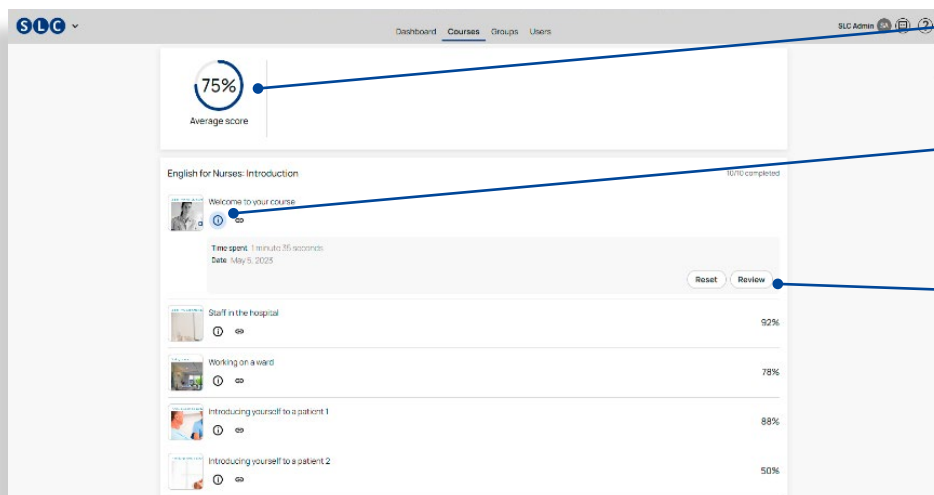 SLC
Dashboard Courses Groups Users
SLC Admin SA ?
75%
Average score
English for Nurses: Introduction
10/10 completed
Welcome to your course
Time spent 1 minute 35 seconds
Date May 5, 2023
Reset Review
Staff in the hospital
92%
Working on a ward
78%
Introducing yourself to a patient 1
88%
Introducing yourself to a patient 2
50%